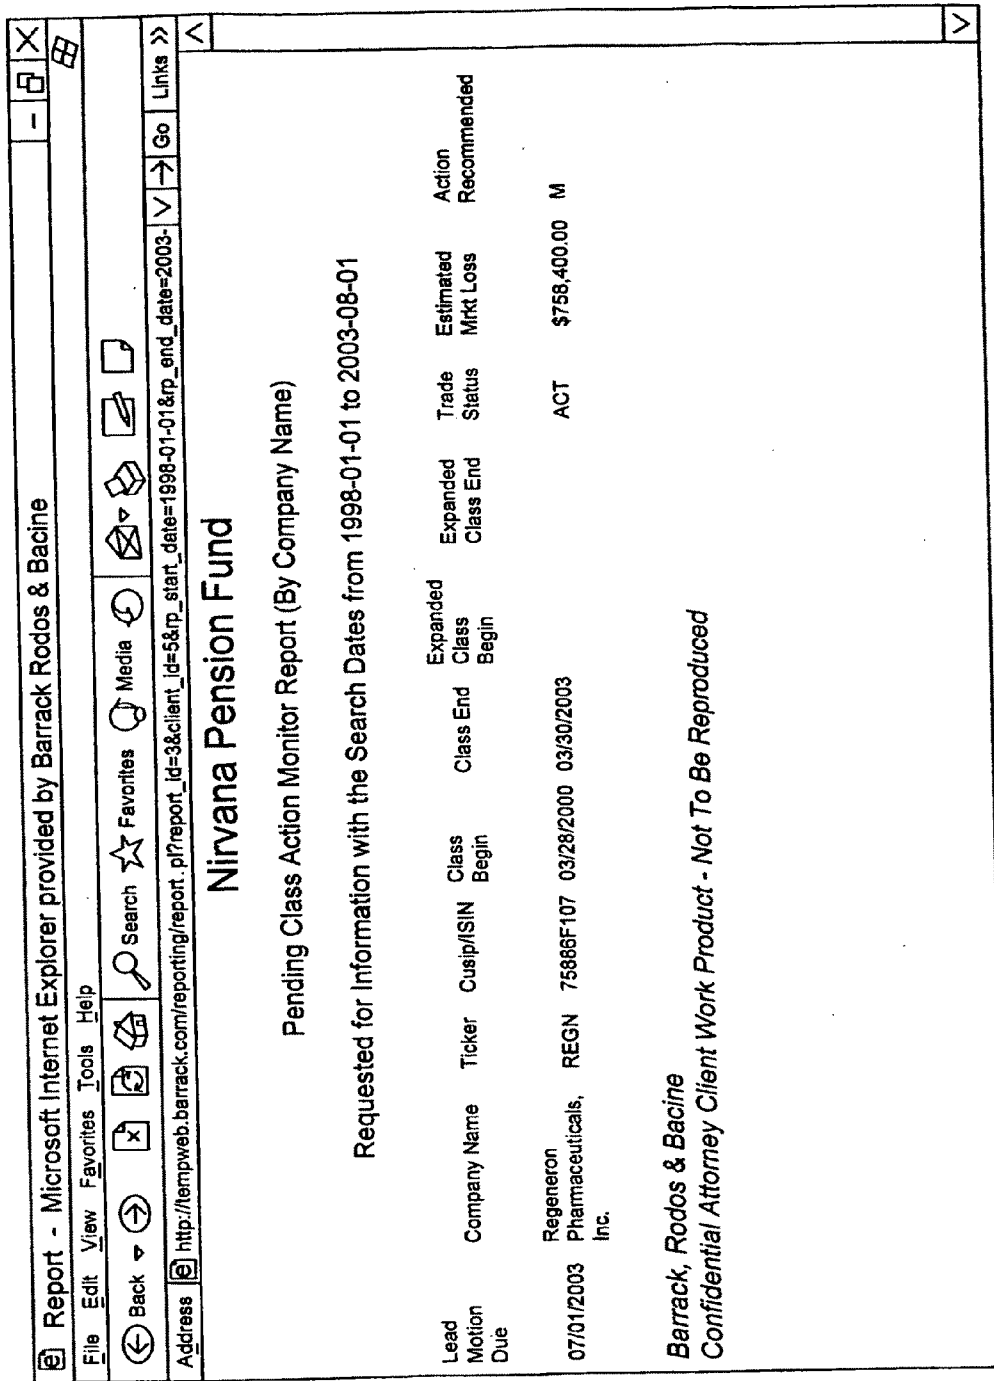 Report - Microsoft Internet Explorer provided by Barrack Rodos & Bacine
File Edit View Favorites Tools Help
Back Search Favorites Media
Address http://tempweb.barrack.com/reporting/report.pl?report_id=3&client_id=5&rp_start_date=1998-01-01&rp_end_date=2003- Go Links »
Nirvana Pension Fund
Pending Class Action Monitor Report (By Company Name)
Requested for Information with the Search Dates from 1998-01-01 to 2003-08-01
Lead Motion Due Company Name Ticker Cusip/ISIN Class Begin Class End Expanded Class Begin Expanded Class End Trade Status Estimated Mrkt Loss Action Recommended
07/01/2003 Regeneron Pharmaceuticals, Inc. REGN 75886F107 03/28/2000 03/30/2003 ACT $758,400.00 M
Barrack, Rodos & Bacine
Confidential Attorney Client Work Product - Not To Be Reproduced